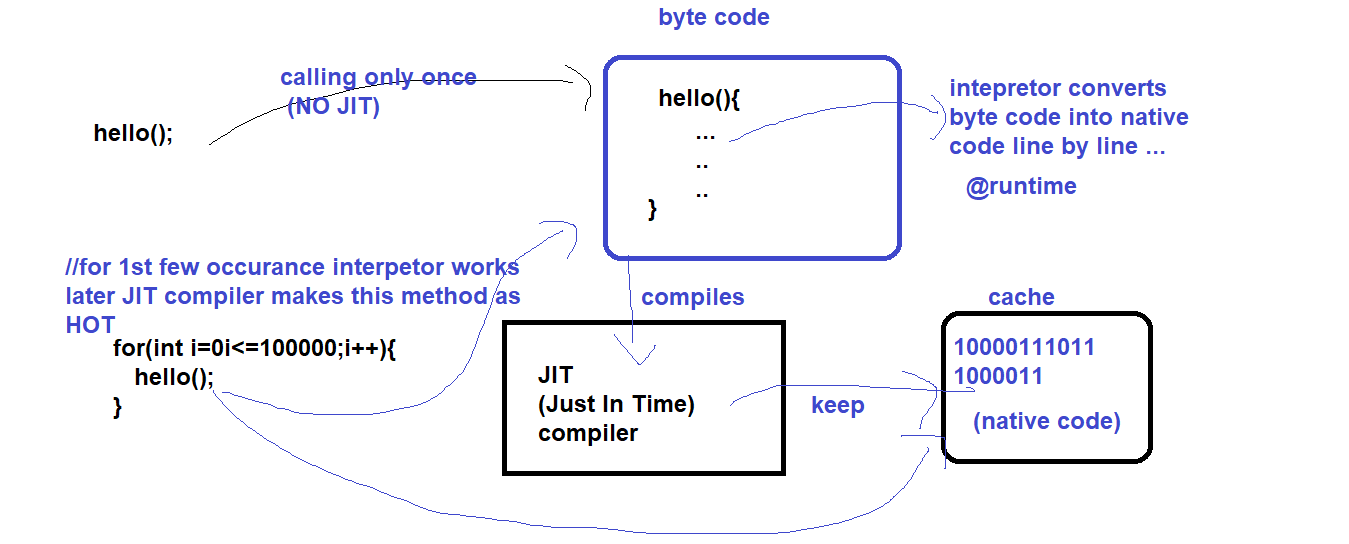 byte code
calling only once
(NO JIT)
hello();
hello(){
...
..
..
}
intepretor converts
byte code into native
code line by line ...
@runtime
//for 1st few occurance interpetor works
later JIT compiler makes this method as
HOT
for(int i=0i<=100000;i++){
hello();
}
compiles
JIT
(Just In Time)
compiler
keep
cache
10000111011
1000011
(native code)